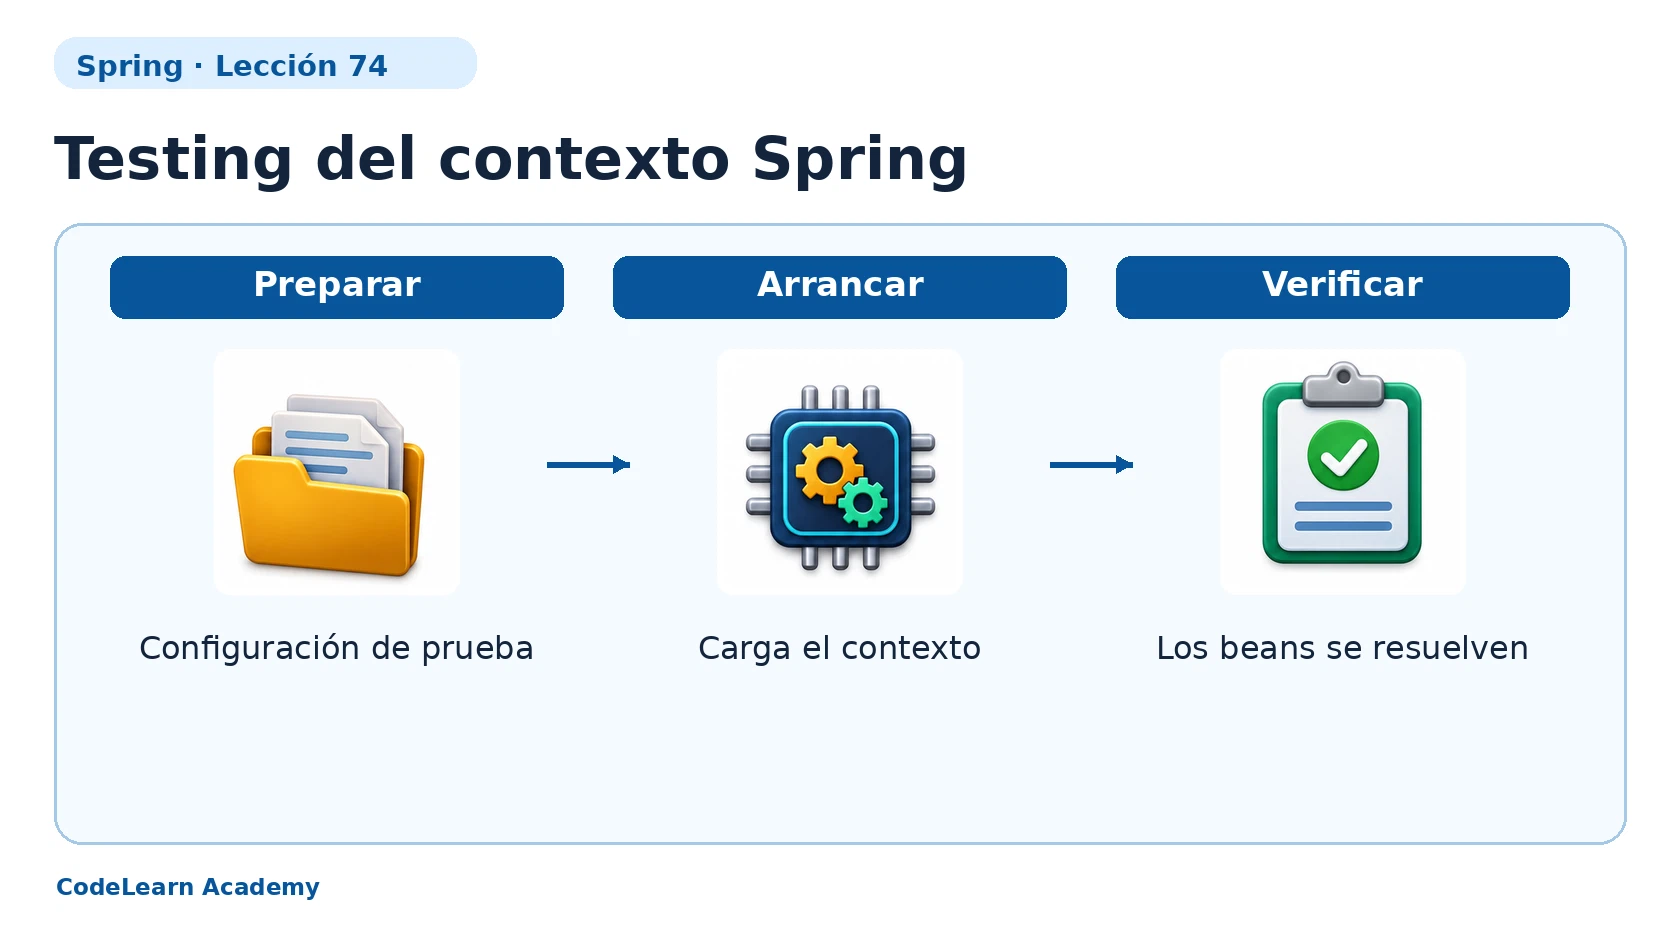 Spring · Lección 74
Testing del contexto Spring
Preparar
Arrancar
Verificar
Configuración de prueba
Carga el contexto
Los beans se resuelven
CodeLearn Academy